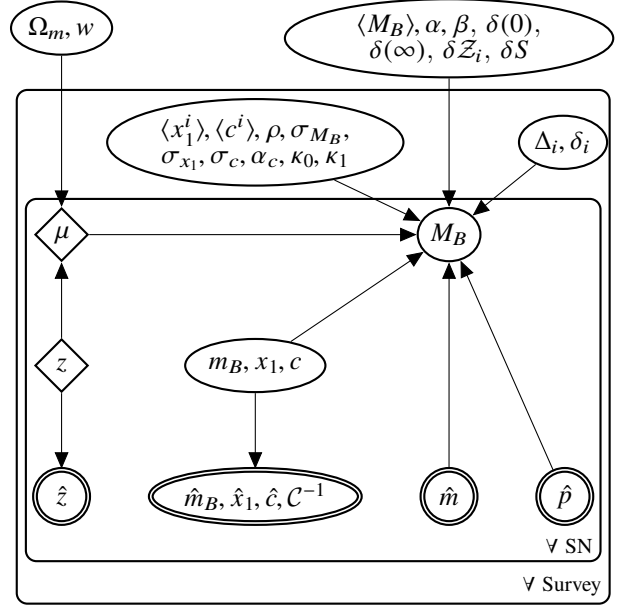 Ω_m, w
⟨M_B⟩, α, β, δ(0),
δ(∞), δ𝒵_i, δS
⟨x_1^i⟩, ⟨c^i⟩, ρ, σ_{M_B},
σ_{x_1}, σ_c, α_c, κ_0, κ_1
Δ_i, δ_i
μ
M_B
z
m_B, x_1, c
ẑ
m̂_B, x̂_1, ĉ, 𝒞^{-1}
m̂
p̂
∀ SN
∀ Survey